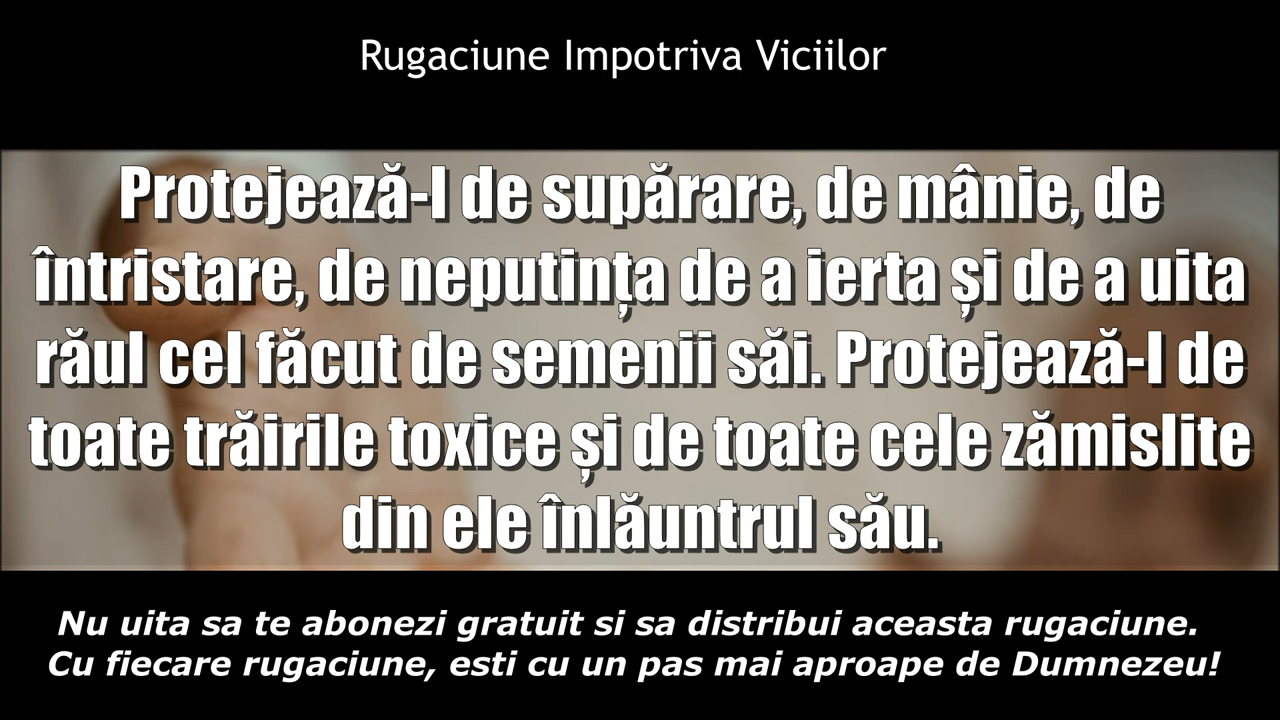 Rugaciune Impotriva Viciilor
Protejează-l de supărare, de mânie, de
întristare, de neputința de a ierta și de a uita
răul cel făcut de semenii săi. Protejează-l de
toate trăirile toxice și de toate cele zămislite
din ele înlăuntrul său.
Nu uita sa te abonezi gratuit si sa distribui aceasta rugaciune.
Cu fiecare rugaciune, esti cu un pas mai aproape de Dumnezeu!